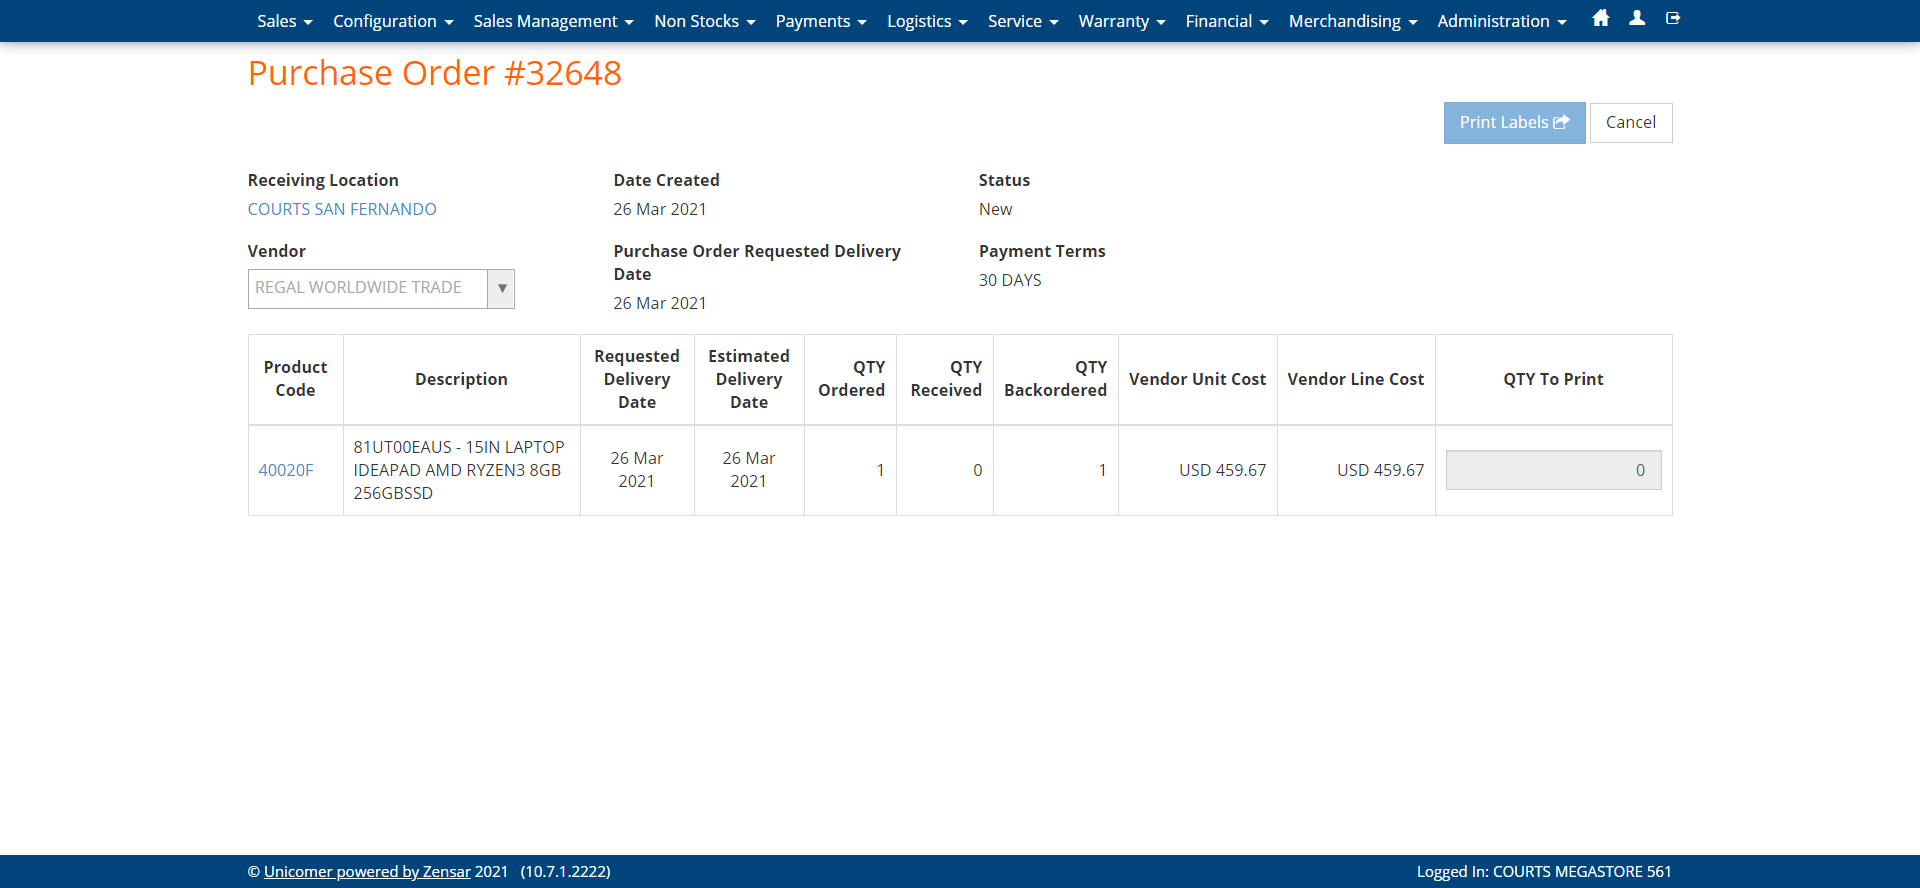 Sales Configuration Sales Management Non Stocks Payments Logistics Service Warranty Financial Merchandising Administration
Purchase Order #32648
Print Labels Cancel
Receiving Location
COURTS SAN FERNANDO
Date Created
26 Mar 2021
Status
New
Vendor
REGAL WORLDWIDE TRADE
Purchase Order Requested Delivery
Date
26 Mar 2021
Payment Terms
30 DAYS
Product
Code
Description
Requested
Delivery
Date
Estimated
Delivery
Date
QTY
Ordered
QTY
Received
QTY
Backordered
Vendor Unit Cost
Vendor Line Cost
QTY To Print
40020F
81UT00EAUS - 15IN LAPTOP
IDEAPAD AMD RYZEN3 8GB
256GBSSD
26 Mar
2021
26 Mar
2021
1
0
1
USD 459.67
USD 459.67
0
© Unicomer powered by Zensar 2021 (10.7.1.2222)
Logged In: COURTS MEGASTORE 561